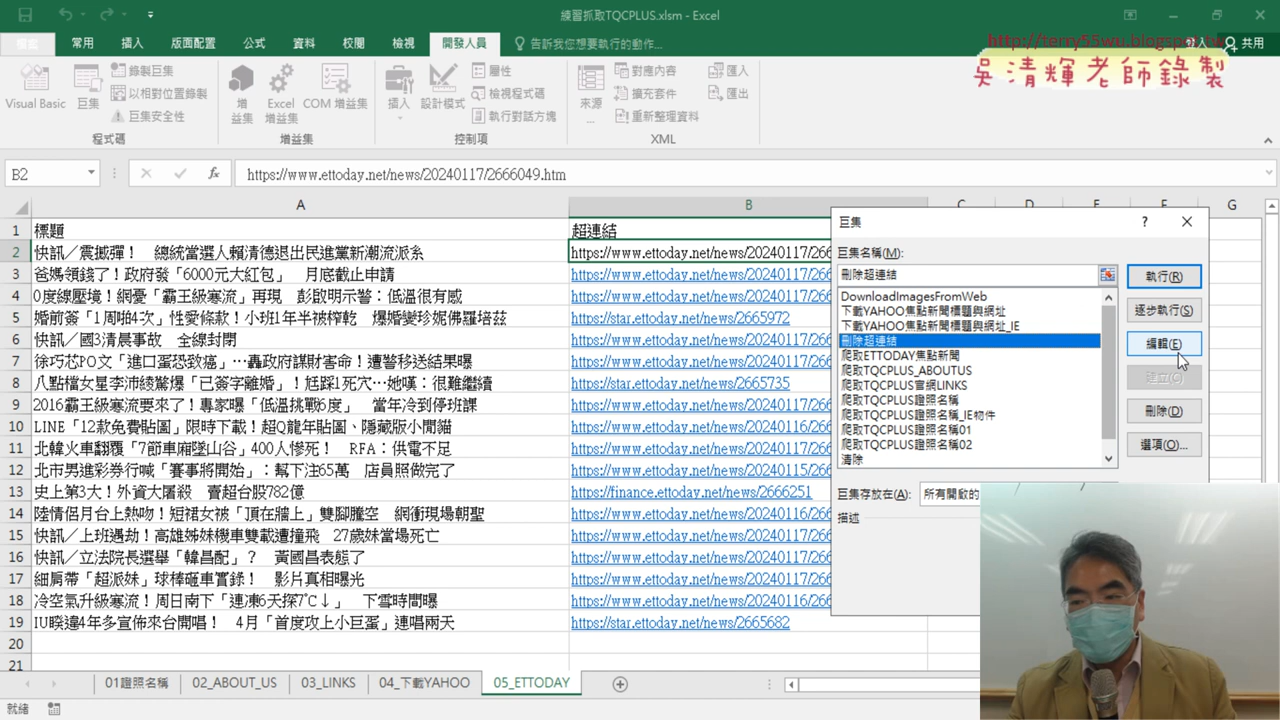 練習抓取TQCPLUS.xlsm - Excel
http://terry55wu.blogspot.tw
吳清輝老師錄製
常用 插入 版面配置 公式 資料 校閱 檢視 開發人員 告訴我您想要執行的動作... 共用
Visual Basic 巨集 錄製巨集 以相對位置錄製 巨集安全性 增益集 Excel 增益集 COM 增益集 插入 設計模式 屬性 檢視程式碼 執行對話方塊 來源 對應內容 擴充套件 重新整理資料 匯入 匯出
程式碼 增益集 控制項 XML
B2 fx https://www.ettoday.net/news/20240117/2666049.htm
A B C D E F G
1 標題 超連結
2 快訊／震撼彈！ 總統當選人賴清德退出民進黨新潮流派系 https://www.ettoday.net/news/20240117/266
3 爸媽領錢了！政府發「6000元大紅包」 月底截止申請 https://www.ettoday.net/news/20240117/266
4 0度線壓境！網憂「霸王級寒流」再現 彭啟明示警：低溫很有感 https://www.ettoday.net/news/20240117/266
5 婚前簽「1周啪4次」性愛條款！小班1年半被榨乾 爆婚變珍妮佛羅培茲 https://star.ettoday.net/news/2665972
6 快訊／國3清晨事故 全線封閉 https://www.ettoday.net/news/20240117/266
7 徐巧芯PO文「進口蛋忘致癌」…轟政府謀財害命！遭警移送結果曝 https://www.ettoday.net/news/20240117/266
8 八點檔女星李沛綾驚爆「已簽字離婚」！尪踩1死穴…她嘆：很難繼續 https://star.ettoday.net/news/2665735
9 2016霸王級寒流要來了！專家曝「低溫挑戰6度」 當年冷到停班課 https://www.ettoday.net/news/20240117/266
10 LINE「12款免費貼圖」限時下載！超Q龍年貼圖、隱藏版小閒貓 https://www.ettoday.net/news/20240117/266
11 北韓火車翻覆「7節車廂墜山谷」400人慘死！ RFA：供電不足 https://www.ettoday.net/news/20240117/266
12 北市男進彩券行喊「賽事將開始」：幫下注65萬 店員照做完了 https://www.ettoday.net/news/20240115/266
13 史上第3大！外資大屠殺 賣超台股782億 https://finance.ettoday.net/news/2666251
14 陸情侶月台上熱吻！短裙女被「頂在牆上」雙腳騰空 網衝現場朝聖 https://www.ettoday.net/news/20240116/266
15 快訊／上班遇劫！高雄姊妹機車雙載遭撞飛 27歲妹當場死亡 https://www.ettoday.net/news/20240117/266
16 快訊／立法院長選舉「韓昌配」？ 黃國昌表態了 https://www.ettoday.net/news/20240116/266
17 細肩帶「超派妹」球棒砸車實錄！ 影片真相曝光 https://www.ettoday.net/news/20240117/266
18 冷空氣升級寒流！周日南下「連凍6天探7℃↓」 下雪時間曝 https://www.ettoday.net/news/20240116/266
19 IU睽違4年多宣佈來台開唱！ 4月「首度攻上小巨蛋」連唱兩天 https://star.ettoday.net/news/2665682
20
21
巨集
巨集名稱(M):
刪除超連結
DownloadImagesFromWeb
下載YAHOO焦點新聞標題與網址
下載YAHOO焦點新聞標題與網址_IE
刪除超連結
爬取ETTODAY焦點新聞
爬取TQCPLUS_ABOUTUS
爬取TQCPLUS官網LINKS
爬取TQCPLUS證照名稱
爬取TQCPLUS證照名稱_IE物件
爬取TQCPLUS證照名稱01
爬取TQCPLUS證照名稱02
清除
執行(R)
逐步執行(S)
編輯(E)
建立(C)
刪除(D)
選項(O)...
巨集存放在(A): 所有開啟的
描述
01證照名稱 02_ABOUT_US 03_LINKS 04_下載YAHOO 05_ETTODAY
就緒